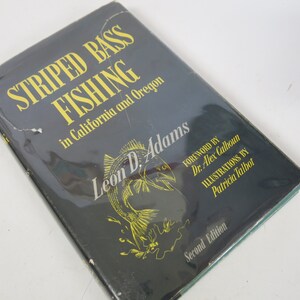 STRIPED BASS
FISHING
in California and Oregon
Leon D. Adams
FOREWORD BY
Dr. Alex Calhoun
ILLUSTRATIONS BY
Patricia Talbot
Second Edition